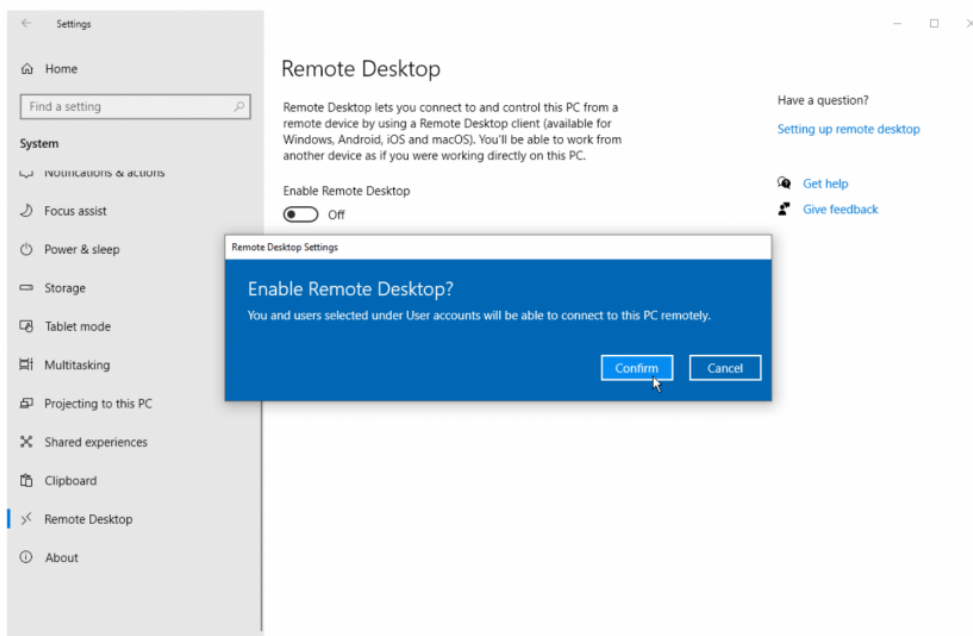 Settings
Home
Find a setting
System
Notifications & actions
Focus assist
Power & sleep
Storage
Tablet mode
Multitasking
Projecting to this PC
Shared experiences
Clipboard
Remote Desktop
About
Remote Desktop
Remote Desktop lets you connect to and control this PC from a
remote device by using a Remote Desktop client (available for
Windows, Android, iOS and macOS). You'll be able to work from
another device as if you were working directly on this PC.
Enable Remote Desktop
Off
Remote Desktop Settings
Enable Remote Desktop?
You and users selected under User accounts will be able to connect to this PC remotely.
Confirm
Cancel
Have a question?
Setting up remote desktop
Get help
Give feedback